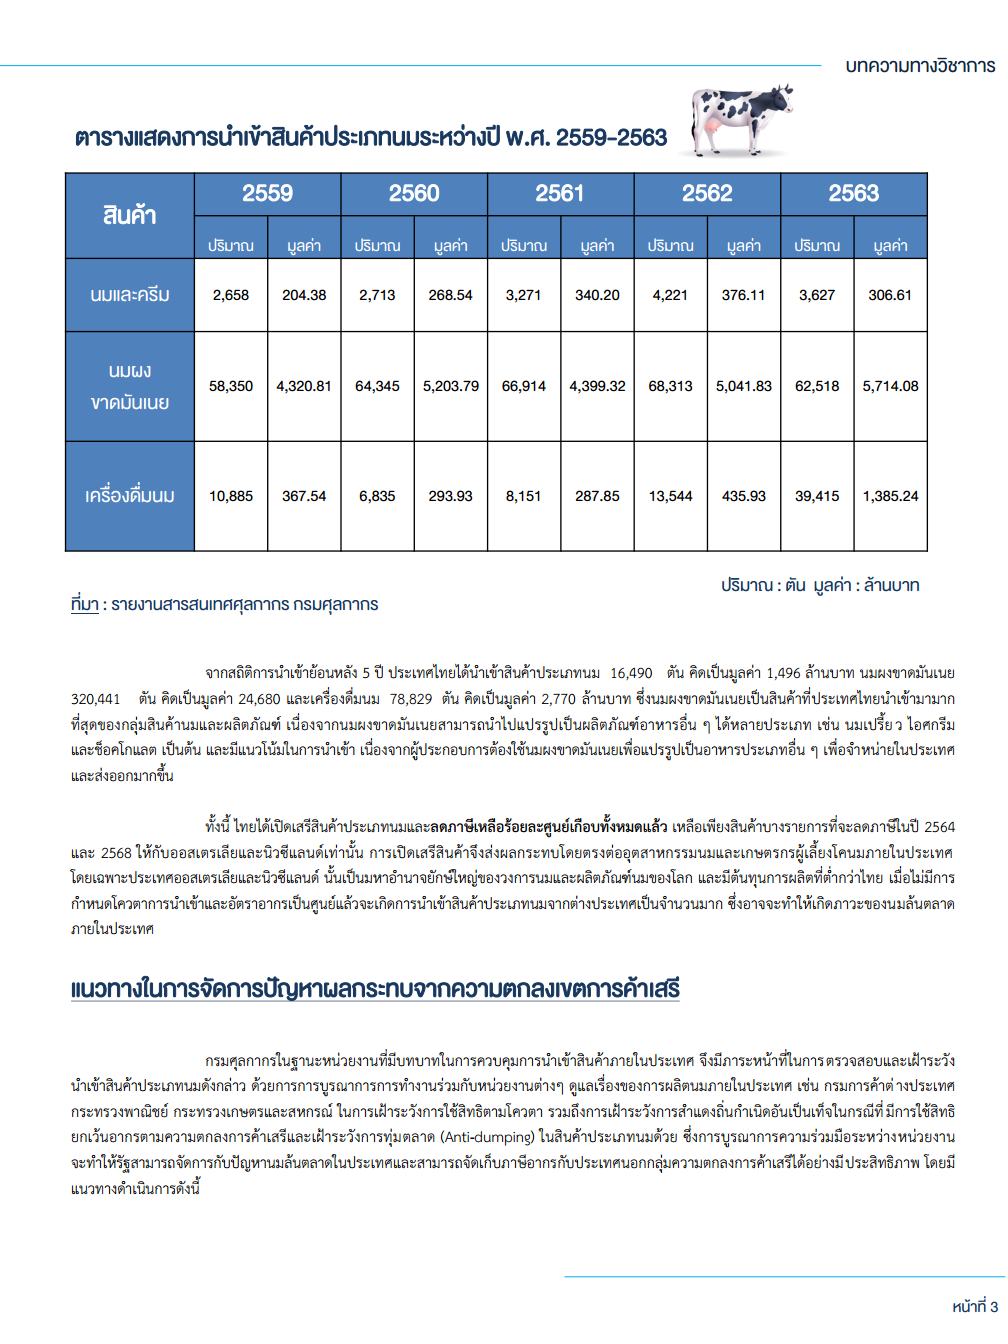 บทความทางวิชาการ
ตารางแสดงการนำเข้าสินค้าประเภทนมระหว่างปี พ.ศ. 2559-2563
สินค้า 2559 2560 2561 2562 2563
ปริมาณ มูลค่า ปริมาณ มูลค่า ปริมาณ มูลค่า ปริมาณ มูลค่า ปริมาณ มูลค่า
นมและครีม 2,658 204.38 2,713 268.54 3,271 340.20 4,221 376.11 3,627 306.61
นมผง
ขาดมันเนย 58,350 4,320.81 64,345 5,203.79 66,914 4,399.32 68,313 5,041.83 62,518 5,714.08
เครื่องดื่มนม 10,885 367.54 6,835 293.93 8,151 287.85 13,544 435.93 39,415 1,385.24
ปริมาณ : ตัน มูลค่า : ล้านบาท
ที่มา : รายงานสารสนเทศศุลกากร กรมศุลกากร
จากสถิติการนำเข้าย้อนหลัง 5 ปี ประเทศไทยได้นำเข้าสินค้าประเภทนม 16,490 ตัน คิดเป็นมูลค่า 1,496 ล้านบาท นมผงขาดมันเนย
320,441 ตัน คิดเป็นมูลค่า 24,680 และเครื่องดื่มนม 78,829 ตัน คิดเป็นมูลค่า 2,770 ล้านบาท ซึ่งนมผงขาดมันเนยเป็นสินค้าที่ประเทศไทยนำเข้ามามาก
ที่สุดของกลุ่มสินค้านมและผลิตภัณฑ์ เนื่องจากนมผงขาดมันเนยสามารถนำไปแปรรูปเป็นผลิตภัณฑ์อาหารอื่น ๆ ได้หลายประเภท เช่น นมเปรี้ยว ไอศกรีม
และช็อคโกแลต เป็นต้น และมีแนวโน้มในการนำเข้า เนื่องจากผู้ประกอบการต้องใช้นมผงขาดมันเนยเพื่อแปรรูปเป็นอาหารประเภทอื่น ๆ เพื่อจำหน่ายในประเทศ
และส่งออกมากขึ้น
ทั้งนี้ ไทยได้เปิดเสรีสินค้าประเภทนมและลดภาษีเหลือร้อยละศูนย์เกือบทั้งหมดแล้ว เหลือเพียงสินค้าบางรายการที่จะลดภาษีในปี 2564
และ 2568 ให้กับออสเตรเลียและนิวซีแลนด์เท่านั้น การเปิดเสรีสินค้าจึงส่งผลกระทบโดยตรงต่ออุตสาหกรรมนมและเกษตรกรผู้เลี้ยงโคนมภายในประเทศ
โดยเฉพาะประเทศออสเตรเลียและนิวซีแลนด์ นั้นเป็นมหาอำนาจยักษ์ใหญ่ของวงการนมและผลิตภัณฑ์นมของโลก และมีต้นทุนการผลิตที่ต่ำกว่าไทย เมื่อไม่มีการ
กำหนดโควตาการนำเข้าและอัตราอากรเป็นศูนย์แล้วจะเกิดการนำเข้าสินค้าประเภทนมจากต่างประเทศเป็นจำนวนมาก ซึ่งอาจจะทำให้เกิดภาวะของนมล้นตลาด
ภายในประเทศ
แนวทางในการจัดการปัญหาผลกระทบจากความตกลงเขตการค้าเสรี
กรมศุลกากรในฐานะหน่วยงานที่มีบทบาทในการควบคุมการนำเข้าสินค้าภายในประเทศ จึงมีภาระหน้าที่ในการตรวจสอบและเฝ้าระวัง
นำเข้าสินค้าประเภทนมดังกล่าว ด้วยการการบูรณาการการทำงานร่วมกับหน่วยงานต่างๆ ดูแลเรื่องของการผลิตนมภายในประเทศ เช่น กรมการค้าต่างประเทศ
กระทรวงพาณิชย์ กระทรวงเกษตรและสหกรณ์ ในการเฝ้าระวังการใช้สิทธิตามโควตา รวมถึงการเฝ้าระวังการสำแดงถิ่นกำเนิดอันเป็นเท็จในกรณีที่มีการใช้สิทธิ
ยกเว้นอากรตามความตกลงการค้าเสรีและเฝ้าระวังการทุ่มตลาด (Anti-dumping) ในสินค้าประเภทนมด้วย ซึ่งการบูรณาการความร่วมมือระหว่างหน่วยงาน
จะทำให้รัฐสามารถจัดการกับปัญหานมล้นตลาดในประเทศและสามารถจัดเก็บภาษีอากรกับประเทศนอกกลุ่มความตกลงการค้าเสรีได้อย่างมีประสิทธิภาพ โดยมี
แนวทางดำเนินการดังนี้
หน้าที่ 3